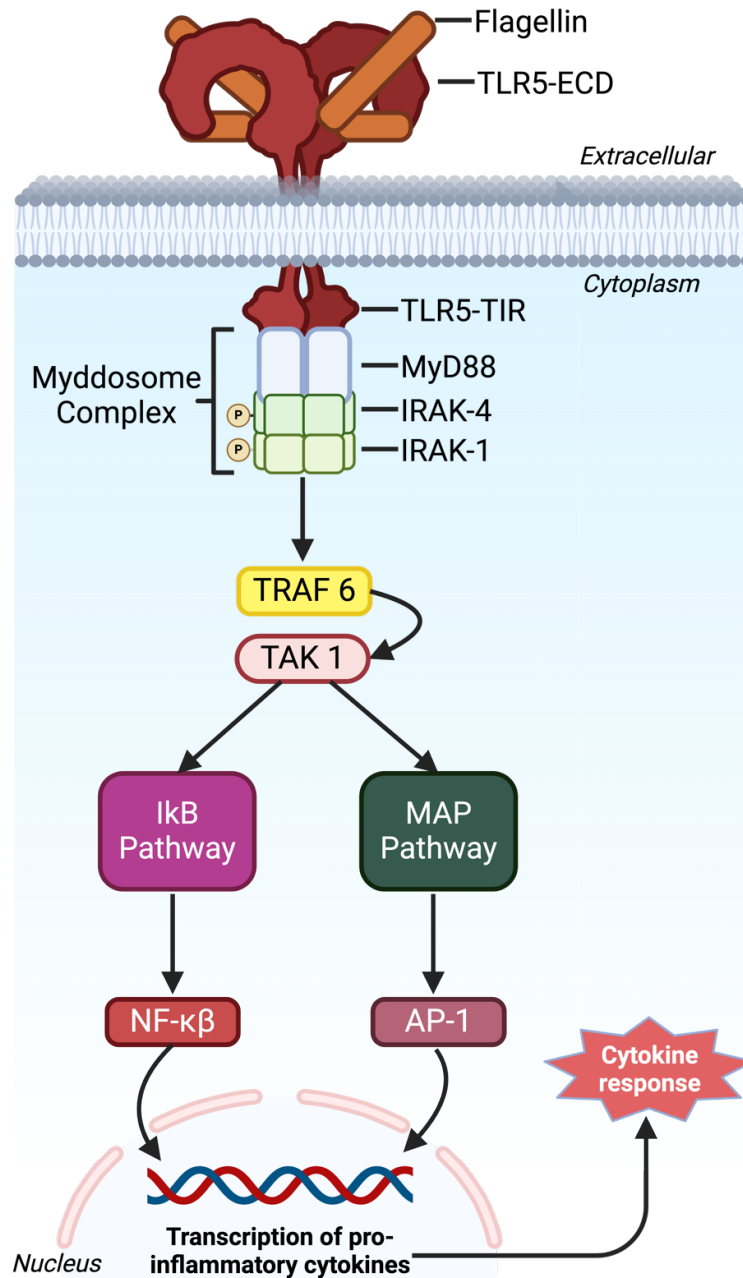 Flagellin
TLR5-ECD
Extracellular
Cytoplasm
TLR5-TIR
Myddosome
Complex
MyD88
IRAK-4
P
IRAK-1
P
TRAF 6
TAK 1
IkB
Pathway
MAP
Pathway
NF-κβ
AP-1
Cytokine
response
Transcription of pro-
inflammatory cytokines
Nucleus